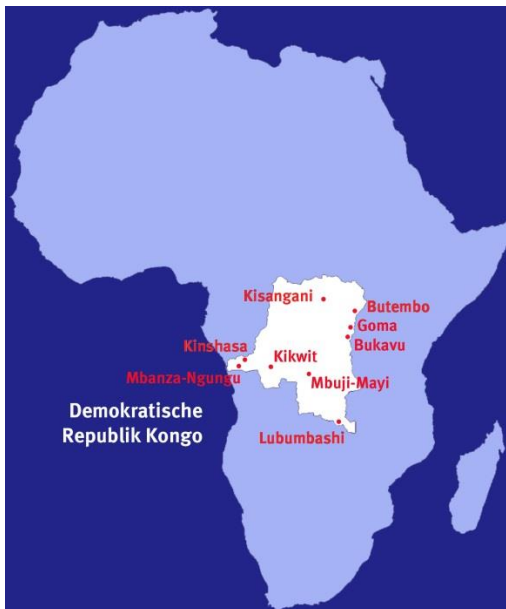 Kisangani
Butembo
Goma
Bukavu
Kinshasa
Kikwit
Mbanza-Ngungu
Mbuji-Mayi
Demokratische
Republik Kongo
Lubumbashi